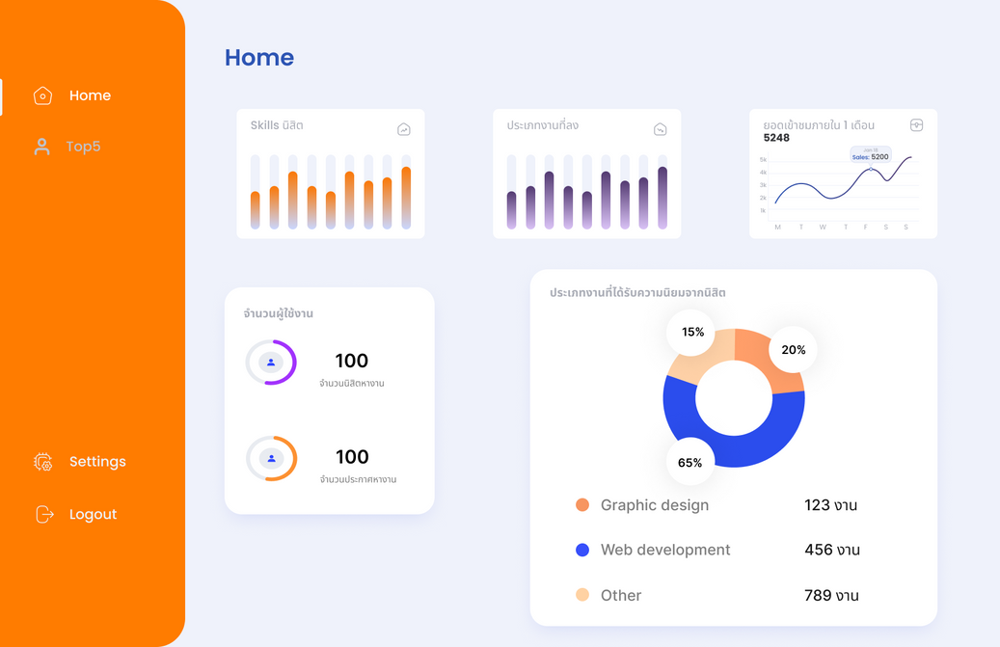 Home
Home
Top5
Settings
Logout
Skills นิสิต
ประเภทงานที่ลง
ยอดเข้าชมภายใน 1 เดือน
5248
Jan 18
Sales: 5200
5k
4k
3k
2k
1k
M T W T F S S
จำนวนผู้ใช้งาน
100
จำนวนนิสิตหางาน
100
จำนวนประกาศหางาน
ประเภทงานที่ได้รับความนิยมจากนิสิต
15%
20%
65%
Graphic design 123 งาน
Web development 456 งาน
Other 789 งาน